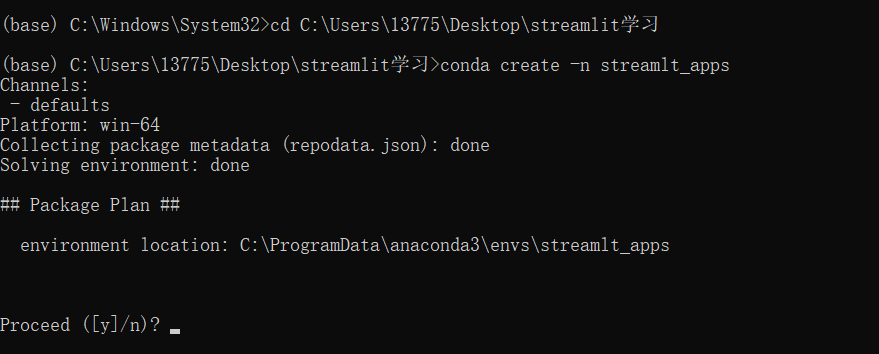 (base) C:\Windows\System32>cd C:\Users\13775\Desktop\streamlit学习
(base) C:\Users\13775\Desktop\streamlit学习>conda create -n streamlt_apps
Channels:
 - defaults
Platform: win-64
Collecting package metadata (repodata.json): done
Solving environment: done
## Package Plan ##
  environment location: C:\ProgramData\anaconda3\envs\streamlt_apps
Proceed ([y]/n)? _